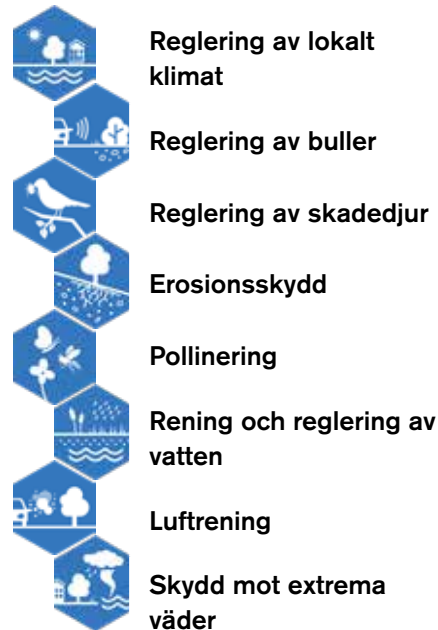 Reglering av lokalt
klimat
Reglering av buller
Reglering av skadedjur
Erosionsskydd
Pollinering
Rening och reglering av
vatten
Luftrening
Skydd mot extrema
väder